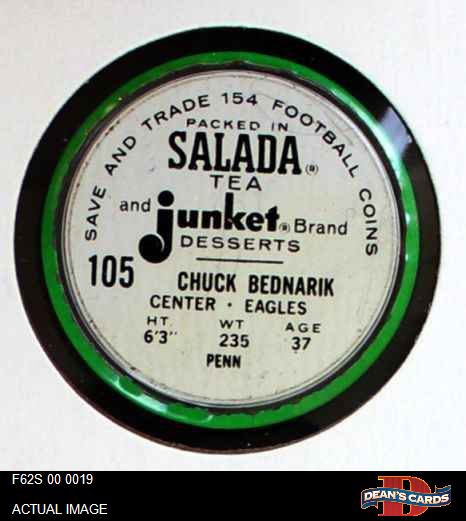 SAVE AND TRADE 154 FOOTBALL COINS
PACKED IN
SALADA®
TEA
and junket® Brand
DESSERTS
105
CHUCK BEDNARIK
CENTER · EAGLES
HT. WT AGE
6'3" 235 37
PENN
F62S 00 0019
ACTUAL IMAGE
D
DEAN'S CARDS